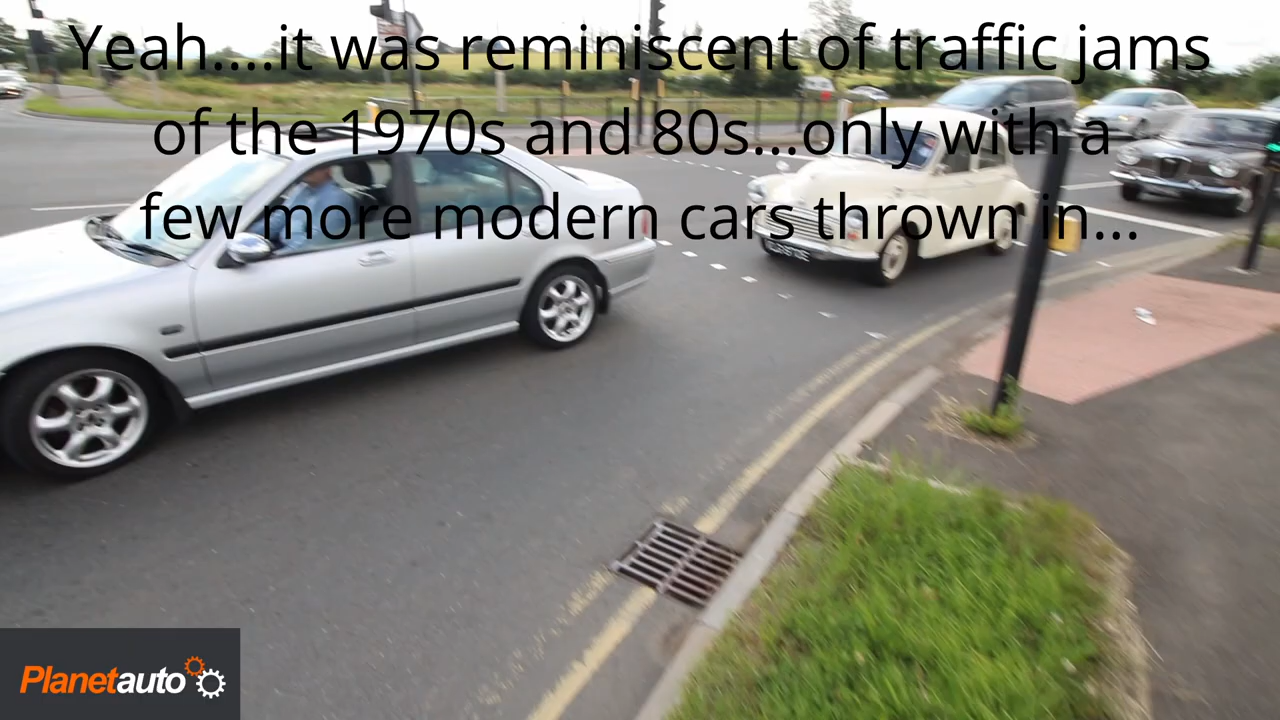 Yeah....it was reminiscent of traffic jams
of the 1970s and 80s...only with a
few more modern cars thrown in...
Planetauto